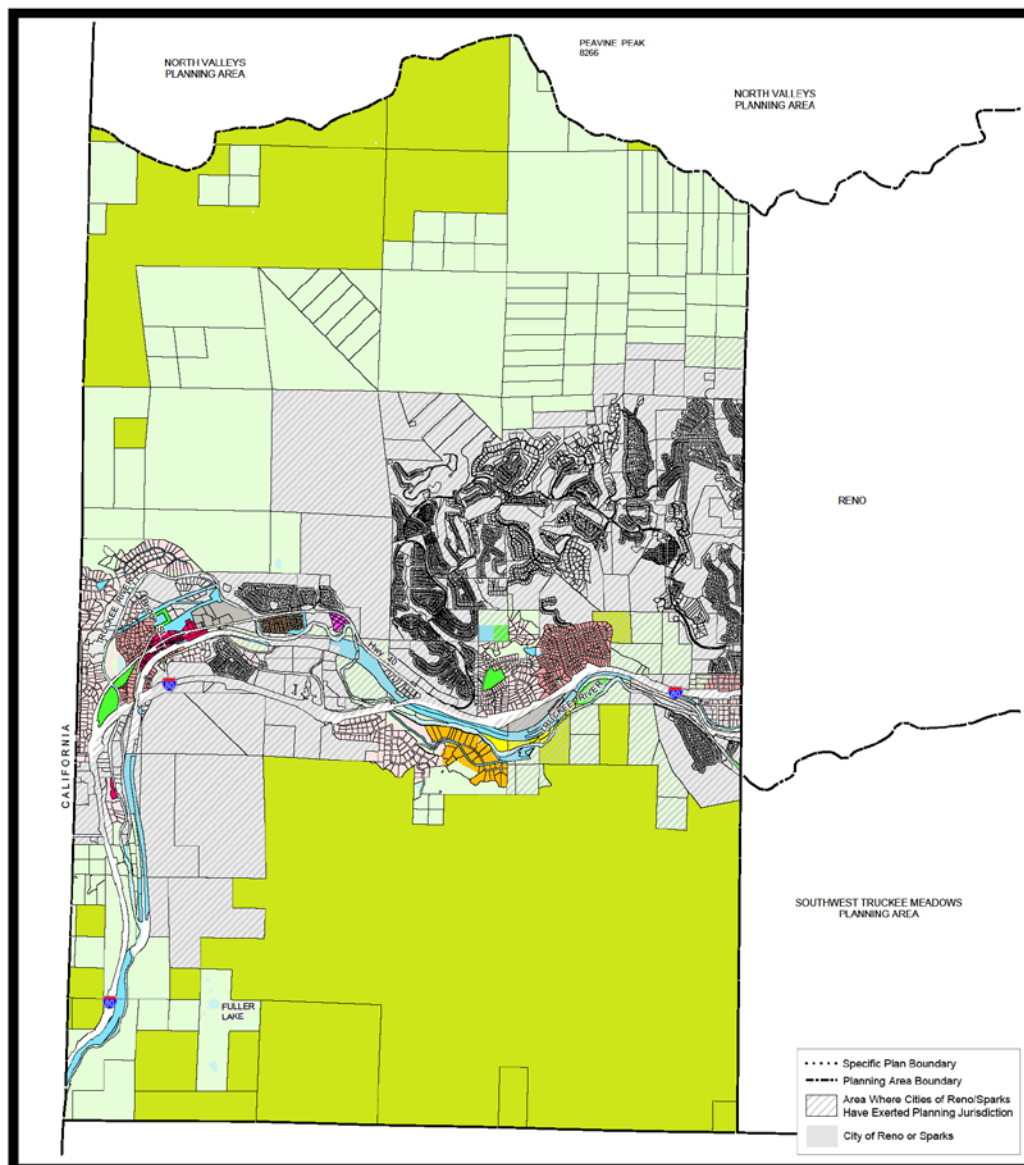 PEAVINE PEAK
8266
NORTH VALLEYS
PLANNING AREA
NORTH VALLEYS
PLANNING AREA
RENO
TRUCKEE RIVER
Hwy 40
80
80
TRUCKEE RIVER
CALIFORNIA
SOUTHWEST TRUCKEE MEADOWS
PLANNING AREA
80
FULLER
LAKE
Specific Plan Boundary
Planning Area Boundary
Area Where Cities of Reno/Sparks
Have Exerted Planning Jurisdiction
City of Reno or Sparks